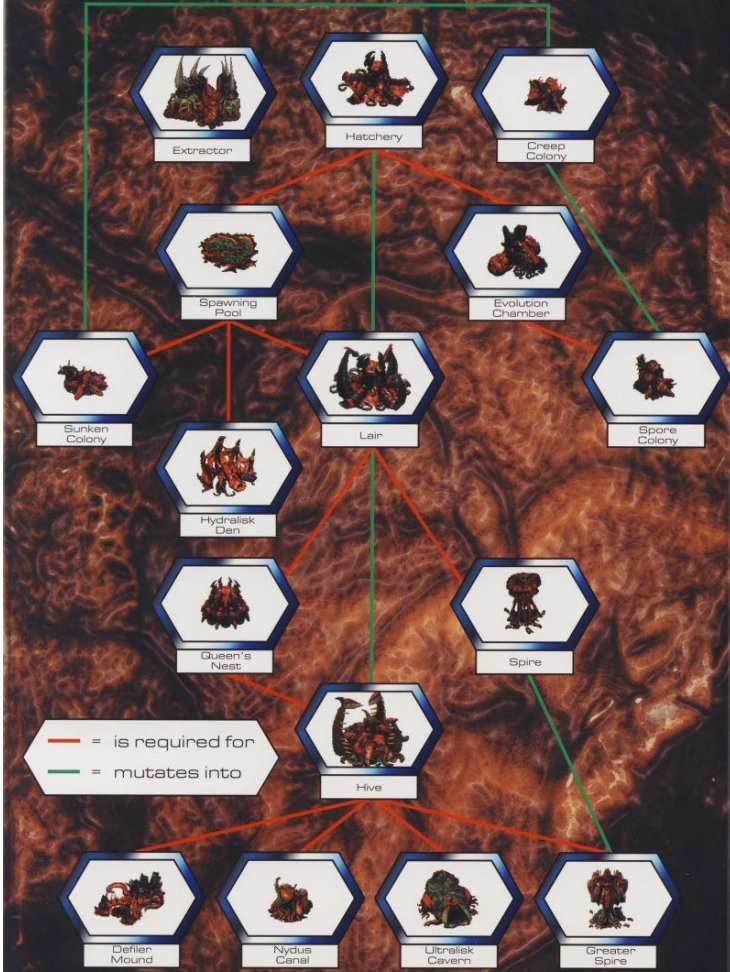 Extractor
Hatchery
Creep
Colony
Spawning
Pool
Evolution
Chamber
Sunken
Colony
Lair
Spore
Colony
Hydralisk
Den
Queen's
Nest
Spire
= is required for
= mutates into
Hive
Defiler
Mound
Nydus
Canal
Ultralisk
Cavern
Greater
Spire